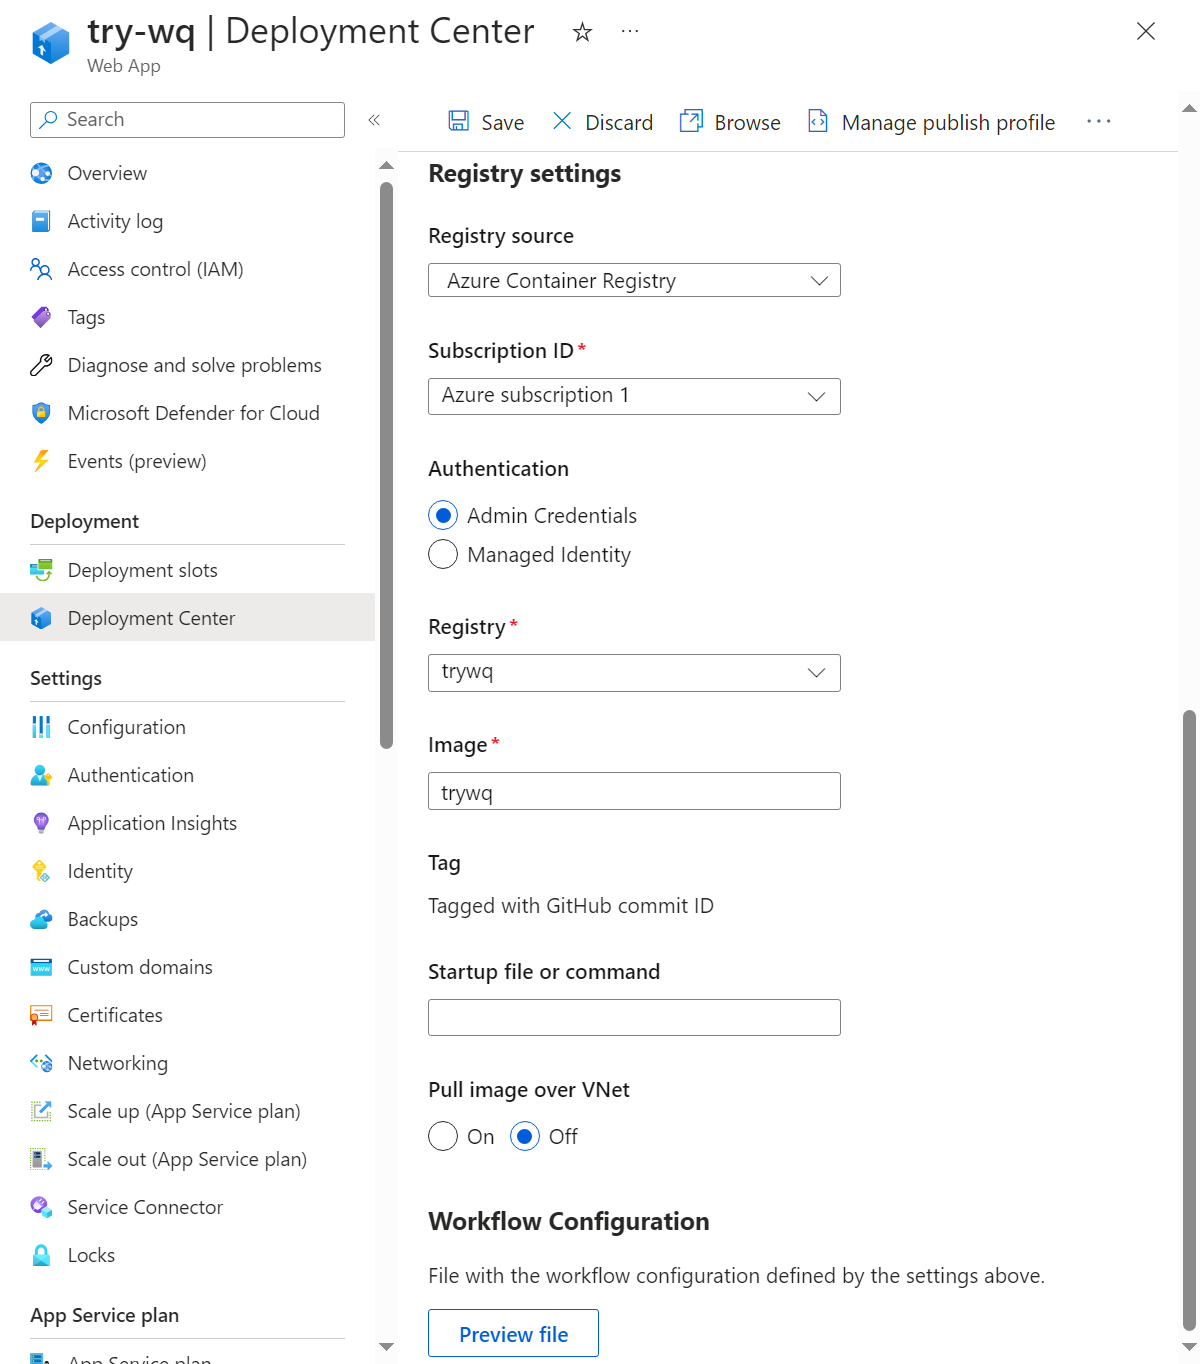 try-wq | Deployment Center
Web App
Search
Save Discard Browse Manage publish profile
Overview
Activity log
Access control (IAM)
Tags
Diagnose and solve problems
Microsoft Defender for Cloud
Events (preview)
Deployment
Deployment slots
Deployment Center
Settings
Configuration
Authentication
Application Insights
Identity
Backups
Custom domains
Certificates
Networking
Scale up (App Service plan)
Scale out (App Service plan)
Service Connector
Locks
App Service plan
App Service plan
Registry settings
Registry source
Azure Container Registry
Subscription ID*
Azure subscription 1
Authentication
Admin Credentials
Managed Identity
Registry*
trywq
Image*
trywq
Tag
Tagged with GitHub commit ID
Startup file or command
Pull image over VNet
On Off
Workflow Configuration
File with the workflow configuration defined by the settings above.
Preview file